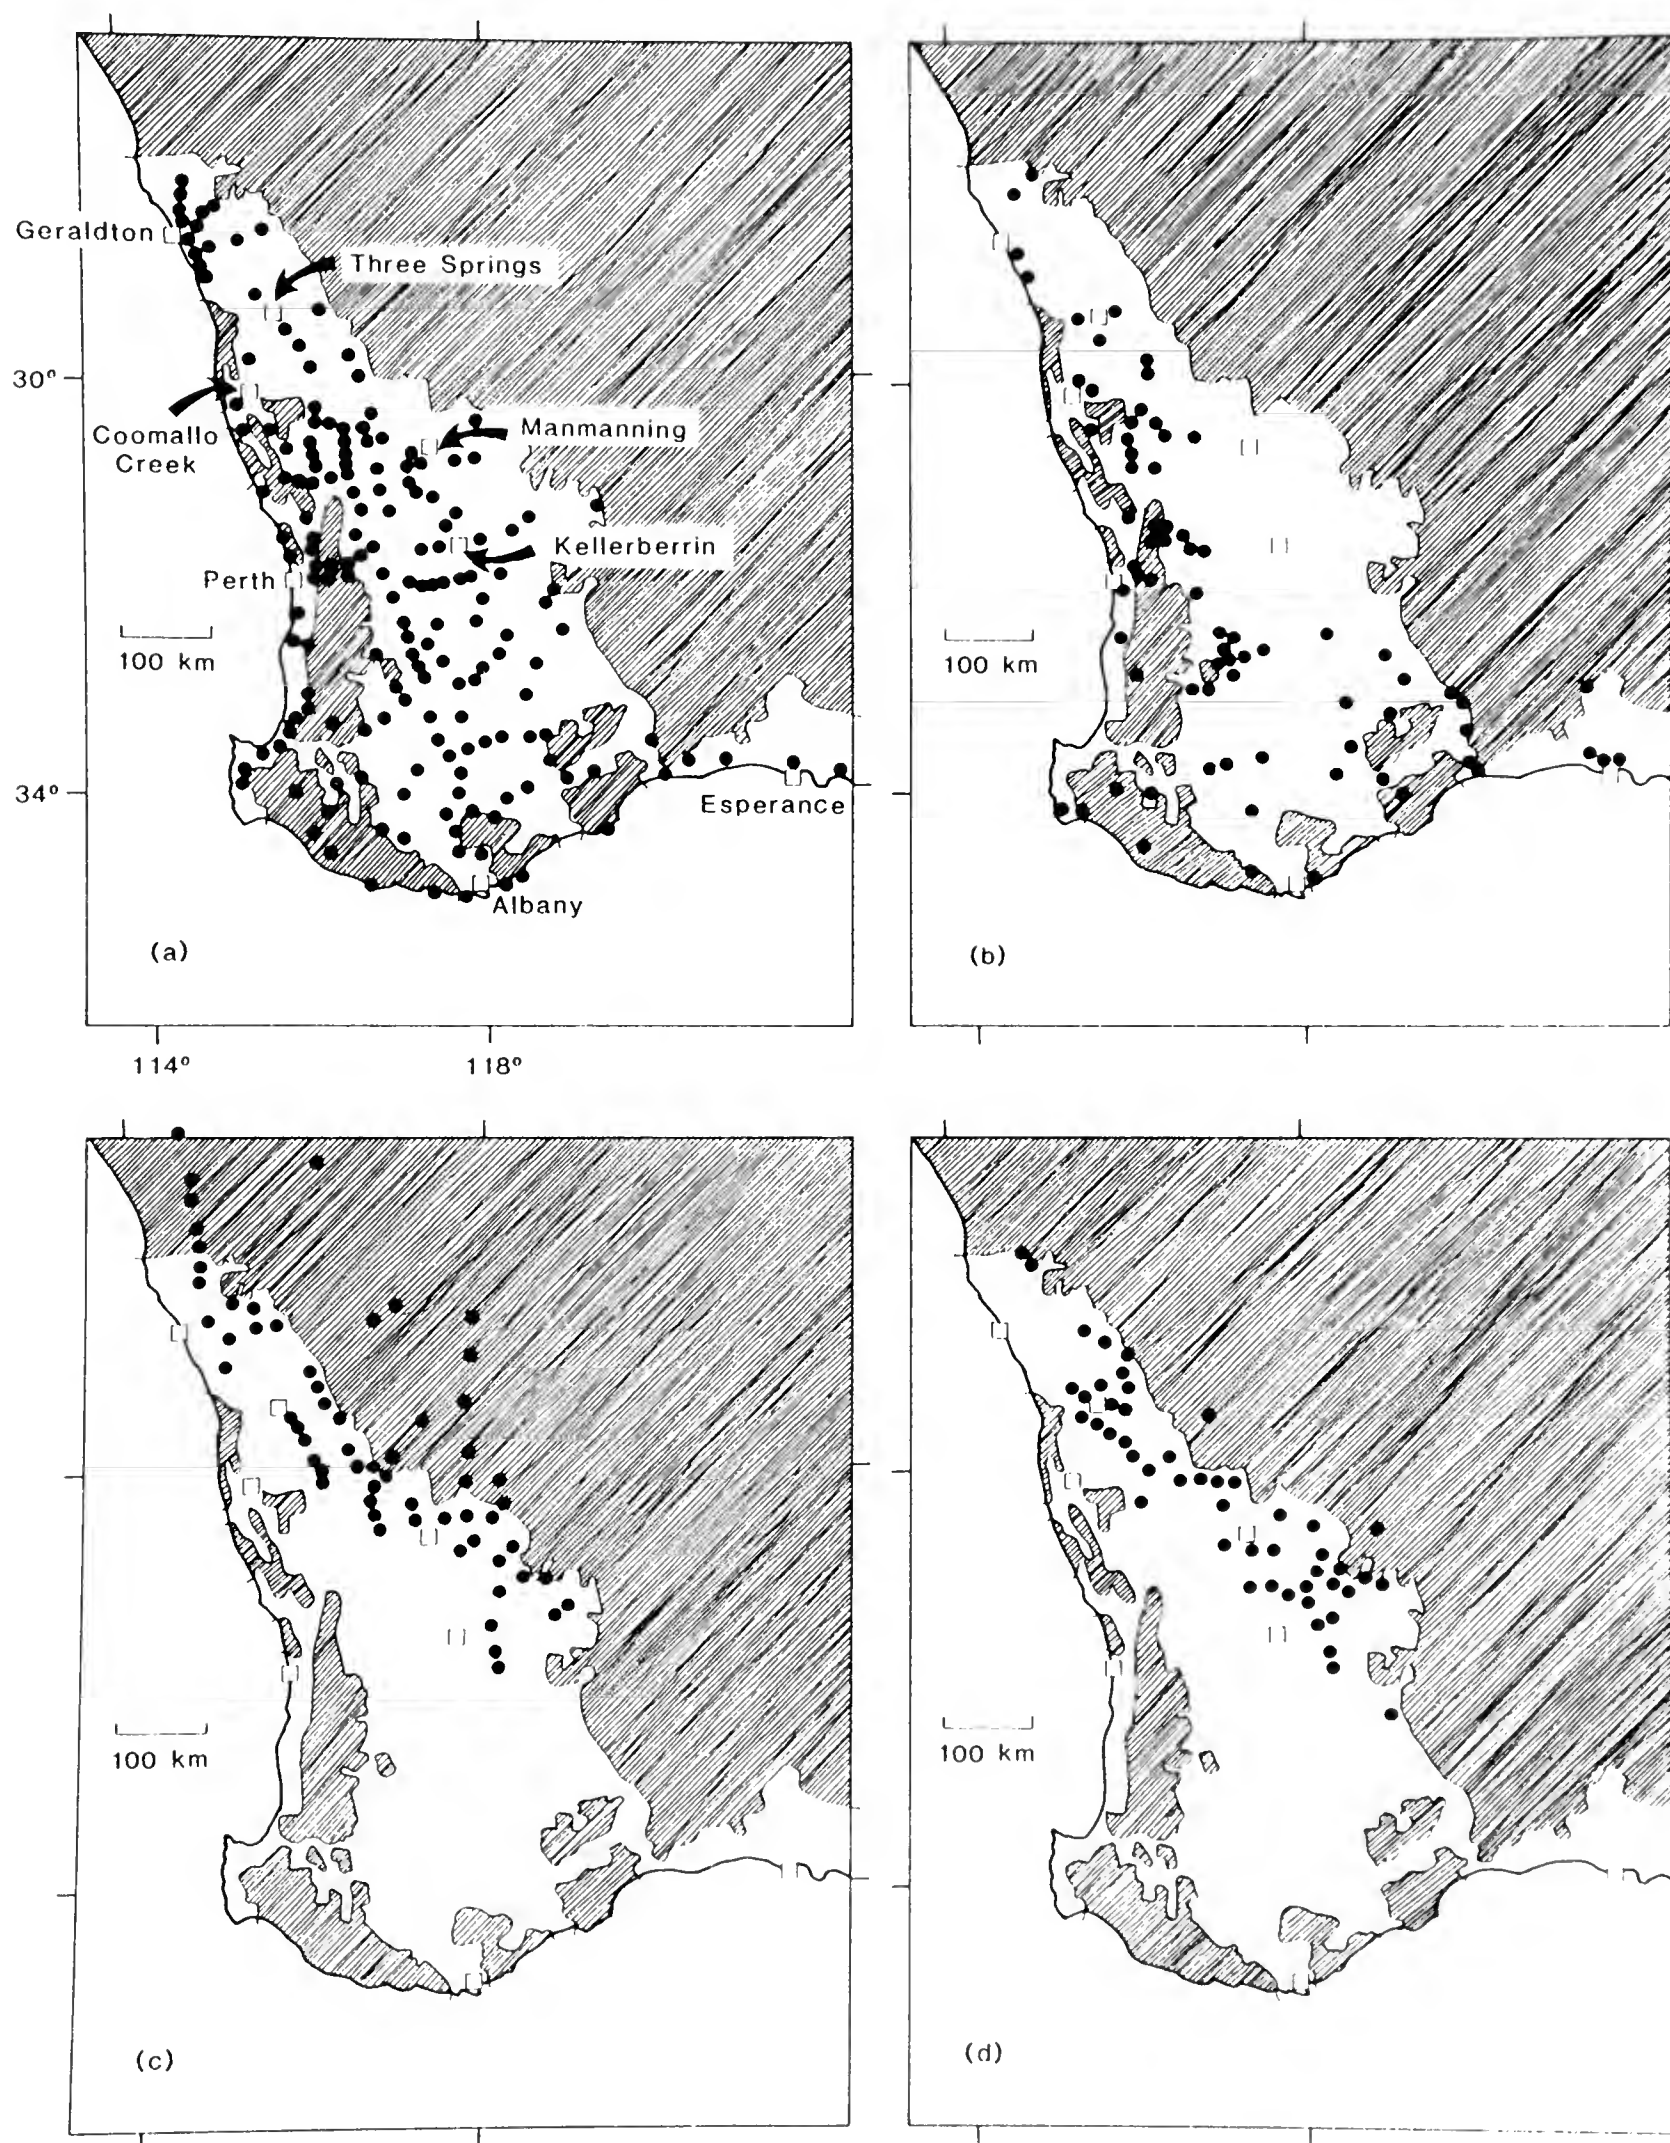 Geraldton
Three Springs
30°
Coomallo
Creek
Manmanning
Kellerberrin
Perth
100 km
34°
Esperance
Albany
(a)
114°
118°
100 km
(b)
100 km
(c)
100 km
(d)